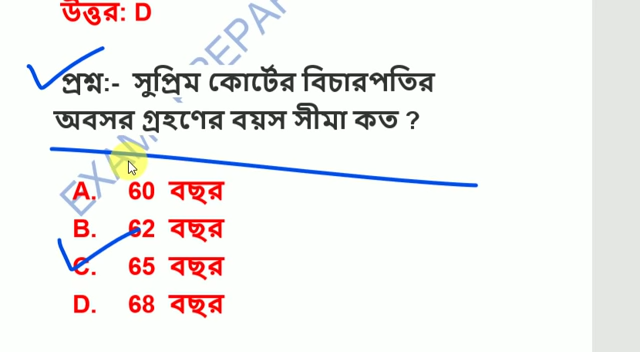 উত্তর: D
প্রশ্ন:- সুপ্রিম কোর্টের বিচারপতির
অবসর গ্রহণের বয়স সীমা কত ?
A. 60 বছর
B. 62 বছর
C. 65 বছর
D. 68 বছর